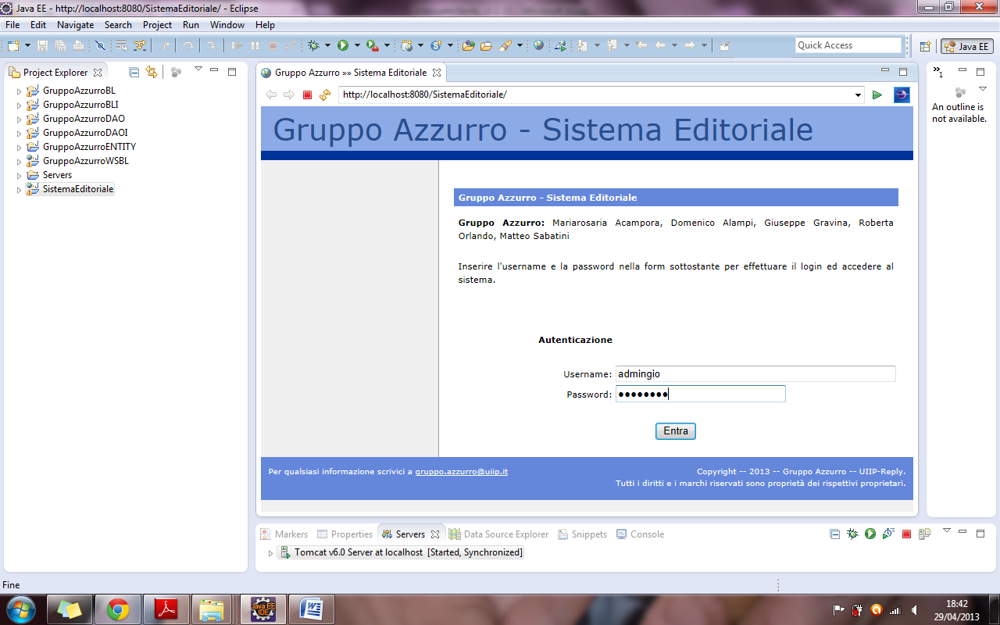 Java EE - http://localhost:8080/SistemaEditoriale/ - Eclipse
File Edit Navigate Search Project Run Window Help
Quick Access
Java EE
Project Explorer
GruppoAzzurroBL
GruppoAzzurroBLI
GruppoAzzurroDAO
GruppoAzzurroDAOI
GruppoAzzurroENTITY
GruppoAzzurroWSBL
Servers
SistemaEditoriale
Gruppo Azzurro »» Sistema Editoriale
http://localhost:8080/SistemaEditoriale/
Gruppo Azzurro - Sistema Editoriale
Gruppo Azzurro - Sistema Editoriale
Gruppo Azzurro: Mariarosaria Acampora, Domenico Alampi, Giuseppe Gravina, Roberta
Orlando, Matteo Sabatini
Inserire l'username e la password nella form sottostante per effettuare il login ed accedere al
sistema.
Autenticazione
Username: admingio
Password: ●●●●●●●●
Entra
Per qualsiasi informazione scrivici a gruppo.azzurro@uiip.it
Copyright -- 2013 -- Gruppo Azzurro -- UIIP-Reply.
Tutti i diritti e i marchi riservati sono proprietà dei rispettivi proprietari.
»1
An outline is
not available.
Markers Properties Servers Data Source Explorer Snippets Console
Tomcat v6.0 Server at localhost [Started, Synchronized]
Fine
Java EE
IDE
W
18:42
29/04/2013